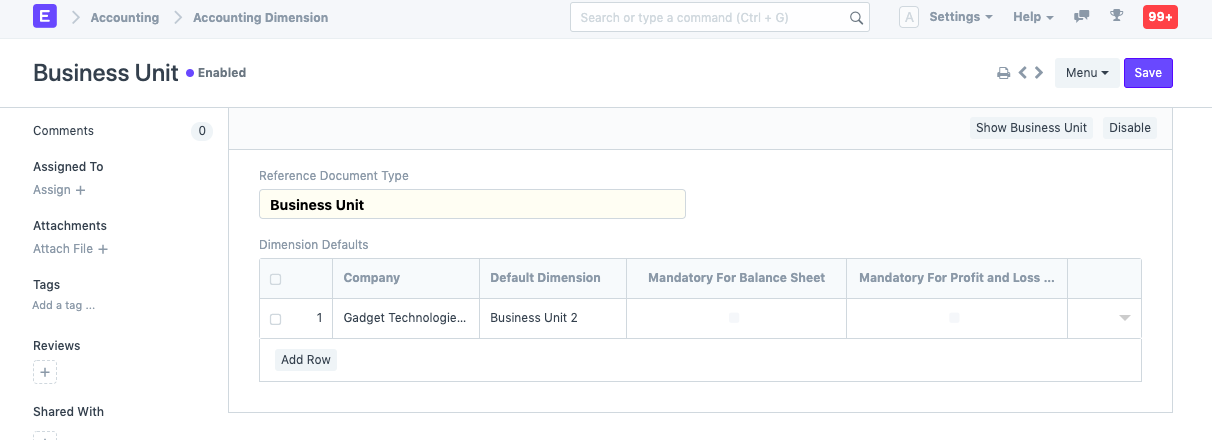 E Accounting Accounting Dimension Search or type a command (Ctrl + G) A Settings Help 99+
Business Unit Enabled Menu Save
Comments 0
Show Business Unit Disable
Assigned To
Assign +
Attachments
Attach File +
Tags
Add a tag ...
Reviews
+
Shared With
Reference Document Type
Business Unit
Dimension Defaults
Company Default Dimension Mandatory For Balance Sheet Mandatory For Profit and Loss ...
1 Gadget Technologie... Business Unit 2
Add Row